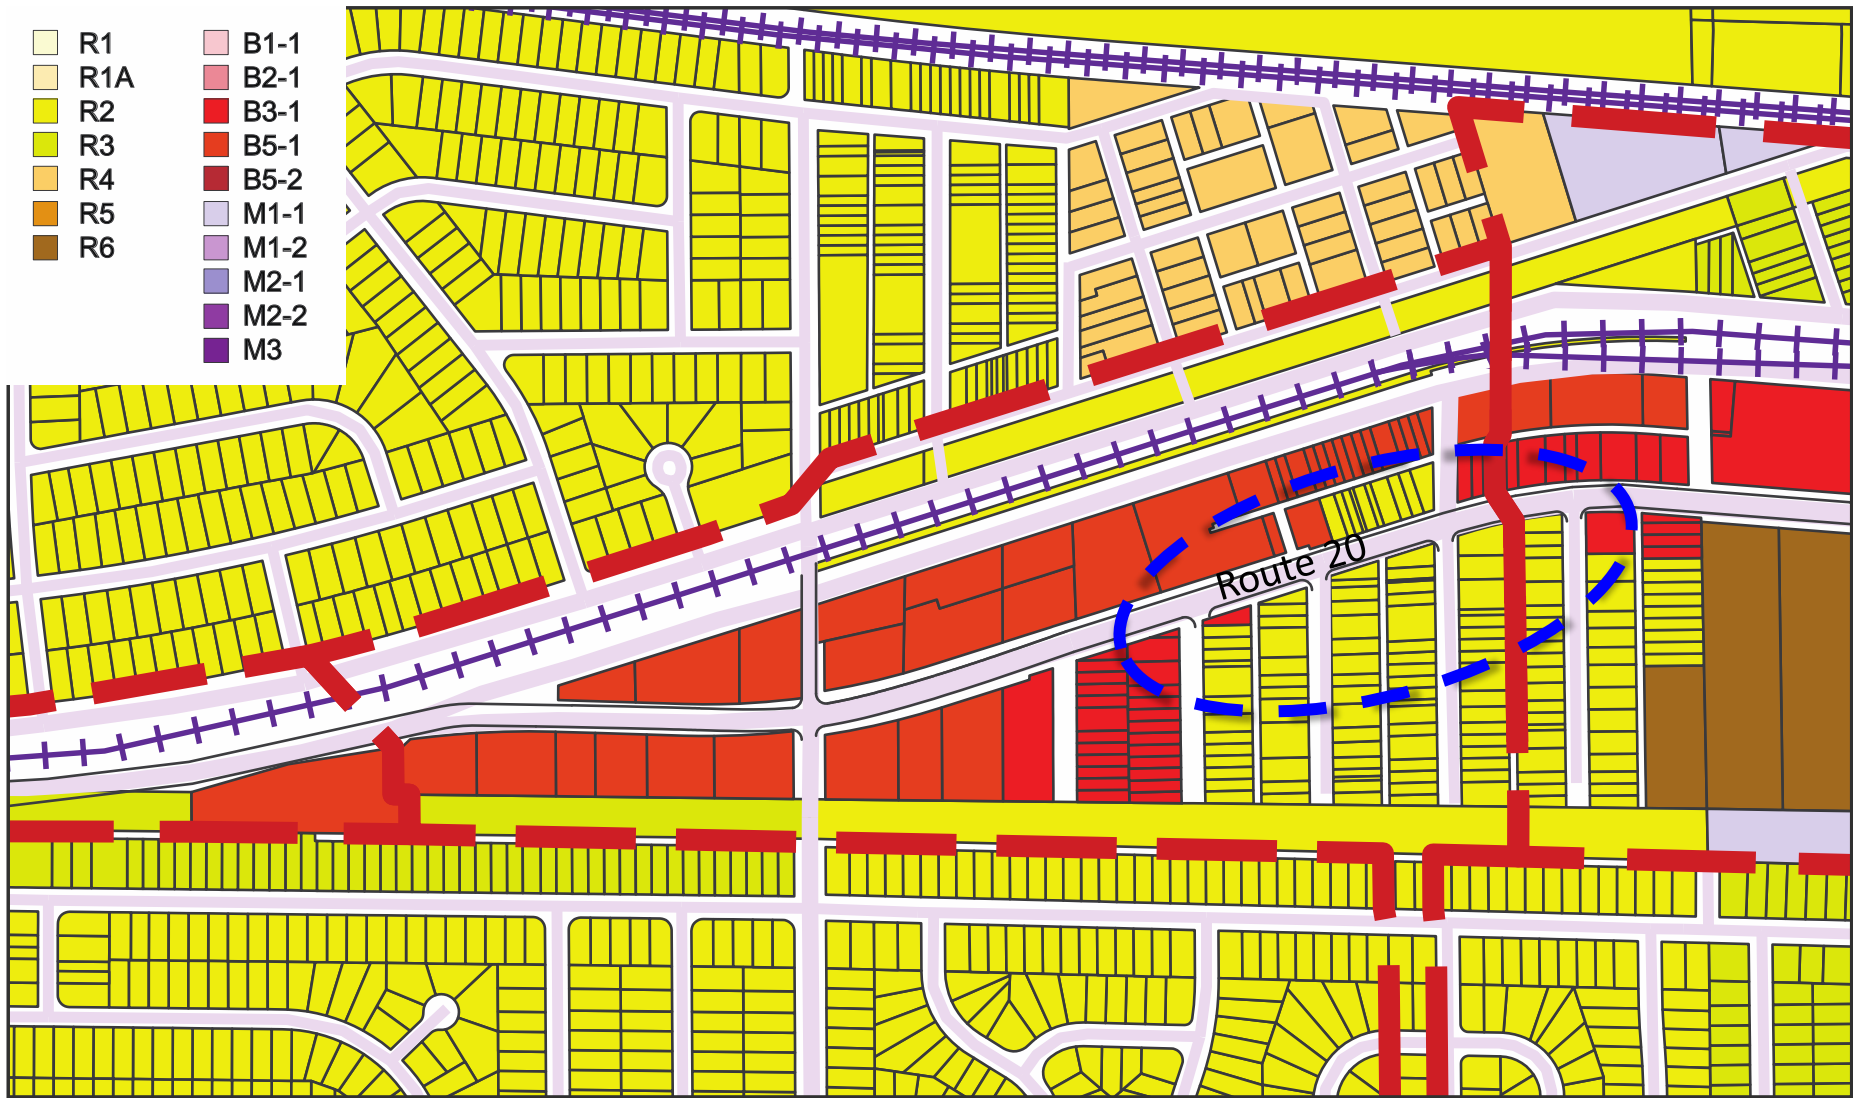 R1
R1A
R2
R3
R4
R5
R6
B1-1
B2-1
B3-1
B5-1
B5-2
M1-1
M1-2
M2-1
M2-2
M3
Route 20